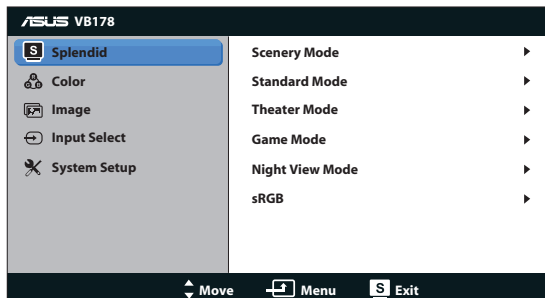 ASUS VB178
S Splendid
Color
Image
Input Select
System Setup
Scenery Mode
Standard Mode
Theater Mode
Game Mode
Night View Mode
sRGB
Move Menu S Exit